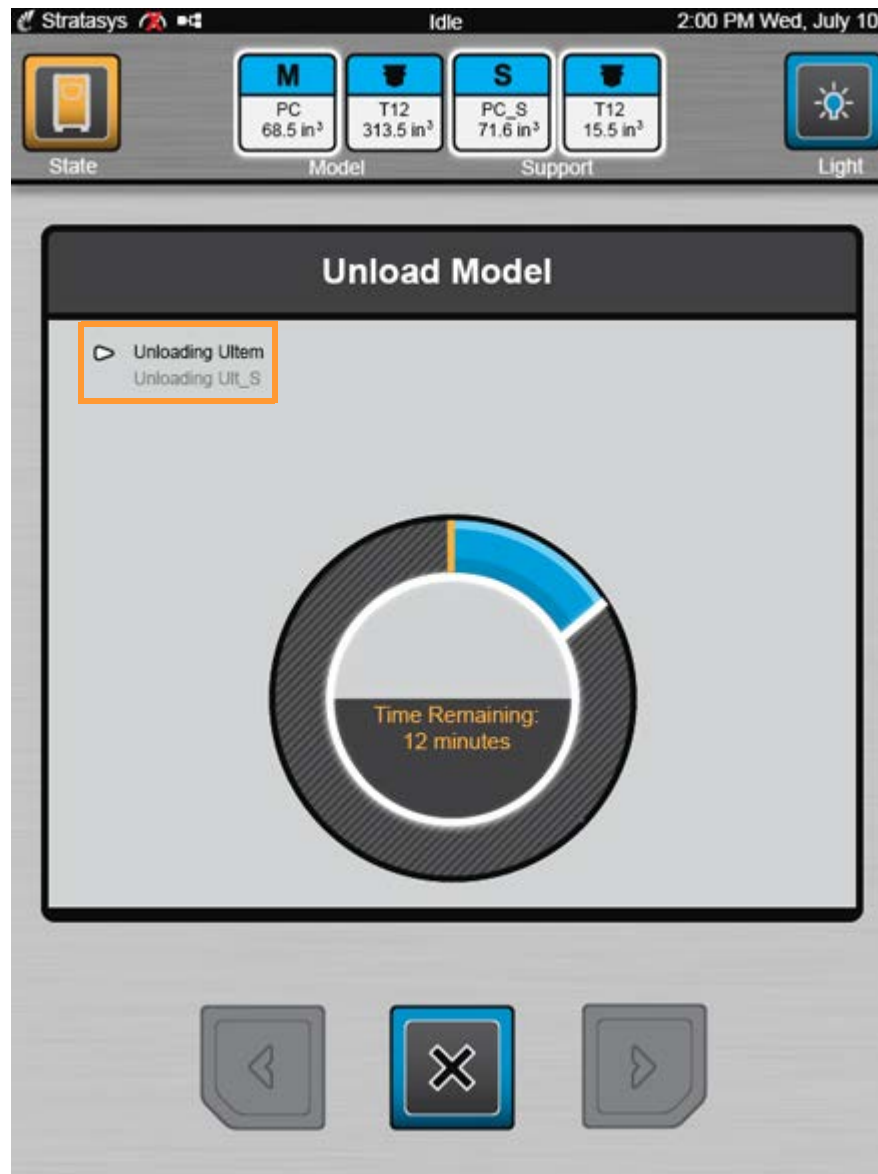 Stratasys
Idle
2:00 PM Wed, July 10
M
PC
68.5 in³
T12
313.5 in³
S
PC_S
71.6 in³
T12
15.5 in³
State
Model
Support
Light
Unload Model
Unloading Ultem
Unloading Ult_S
Time Remaining:
12 minutes